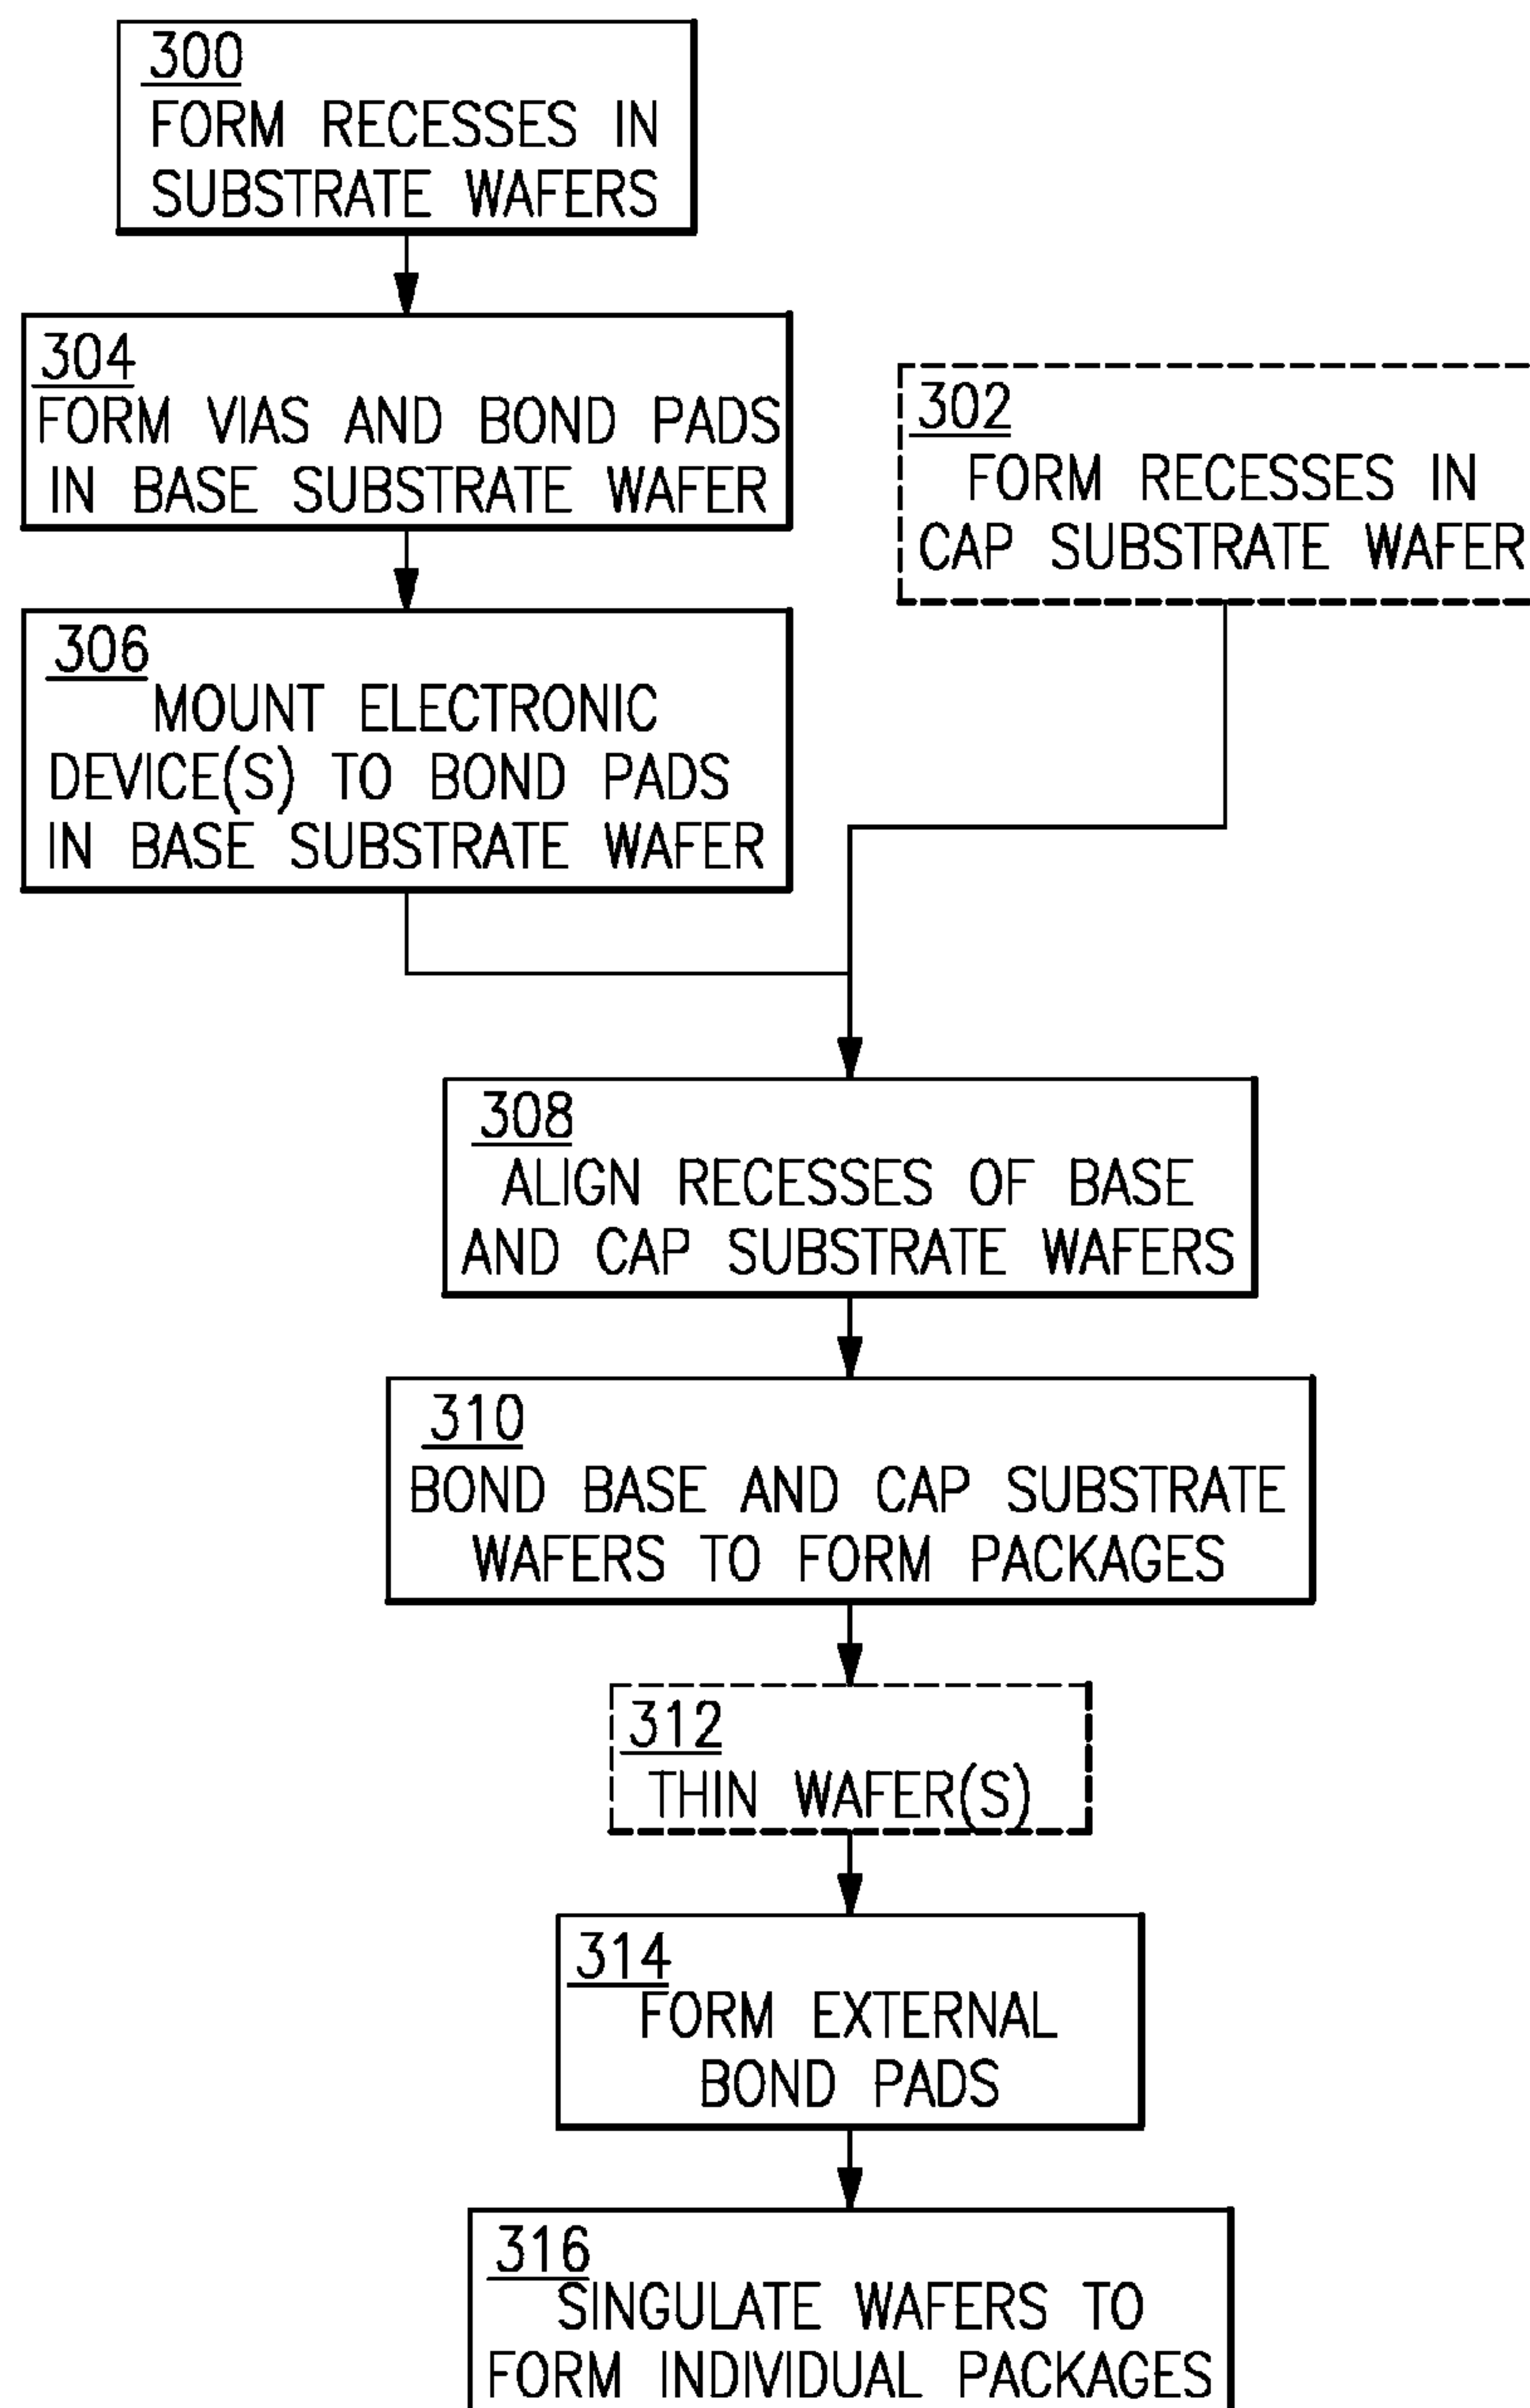 300
FORM RECESSES IN
SUBSTRATE WAFERS
304
FORM VIAS AND BOND PADS
IN BASE SUBSTRATE WAFER
302
FORM RECESSES IN
CAP SUBSTRATE WAFER
306
MOUNT ELECTRONIC
DEVICE(S) TO BOND PADS
IN BASE SUBSTRATE WAFER
308
ALIGN RECESSES OF BASE
AND CAP SUBSTRATE WAFERS
310
BOND BASE AND CAP SUBSTRATE
WAFERS TO FORM PACKAGES
312
THIN WAFER(S)
314
FORM EXTERNAL
BOND PADS
316
SINGULATE WAFERS TO
FORM INDIVIDUAL PACKAGES